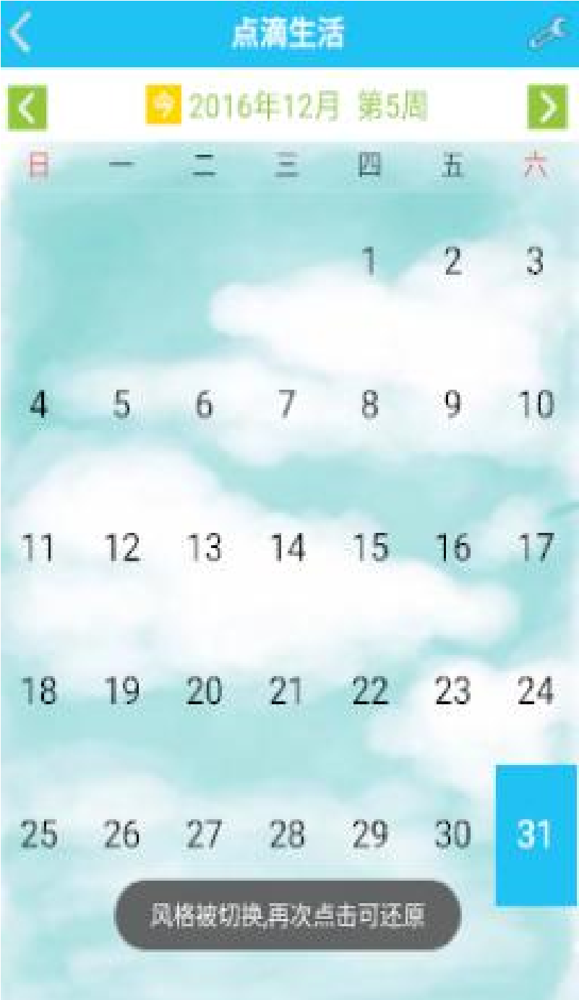 点滴生活
今 2016年12月 第5周
日 一 二 三 四 五 六
1 2 3
4 5 6 7 8 9 10
11 12 13 14 15 16 17
18 19 20 21 22 23 24
25 26 27 28 29 30 31
风格被切换,再次点击可还原